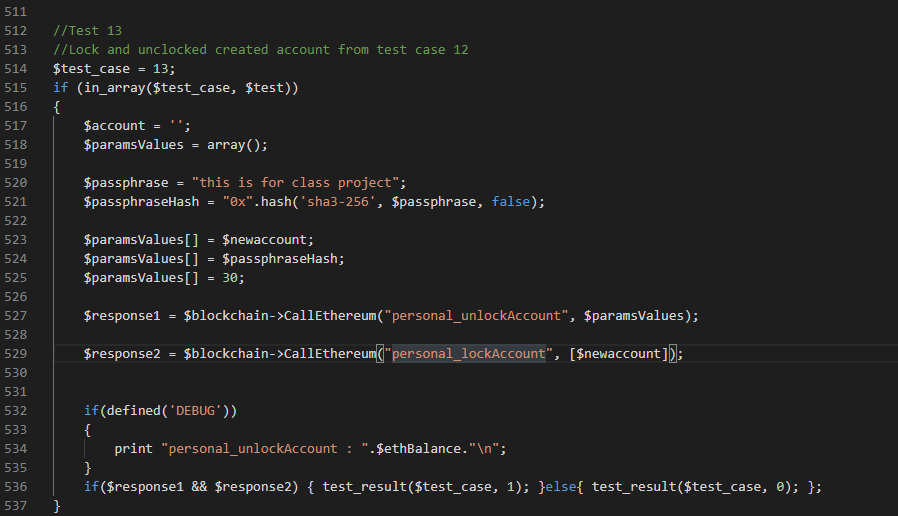 511
512 //Test 13
513 //Lock and unclocked created account from test case 12
514 $test_case = 13;
515 if (in_array($test_case, $test))
516 {
517 $account = '';
518 $paramsValues = array();
519
520 $passphrase = "this is for class project";
521 $passphraseHash = "0x".hash('sha3-256', $passphrase, false);
522
523 $paramsValues[] = $newaccount;
524 $paramsValues[] = $passphraseHash;
525 $paramsValues[] = 30;
526
527 $response1 = $blockchain->CallEthereum("personal_unlockAccount", $paramsValues);
528
529 $response2 = $blockchain->CallEthereum("personal_lockAccount", [$newaccount]);
530
531
532 if(defined('DEBUG'))
533 {
534 print "personal_unlockAccount : ".$ethBalance."\n";
535 }
536 if($response1 && $response2) { test_result($test_case, 1); }else{ test_result($test_case, 0); };
537 }